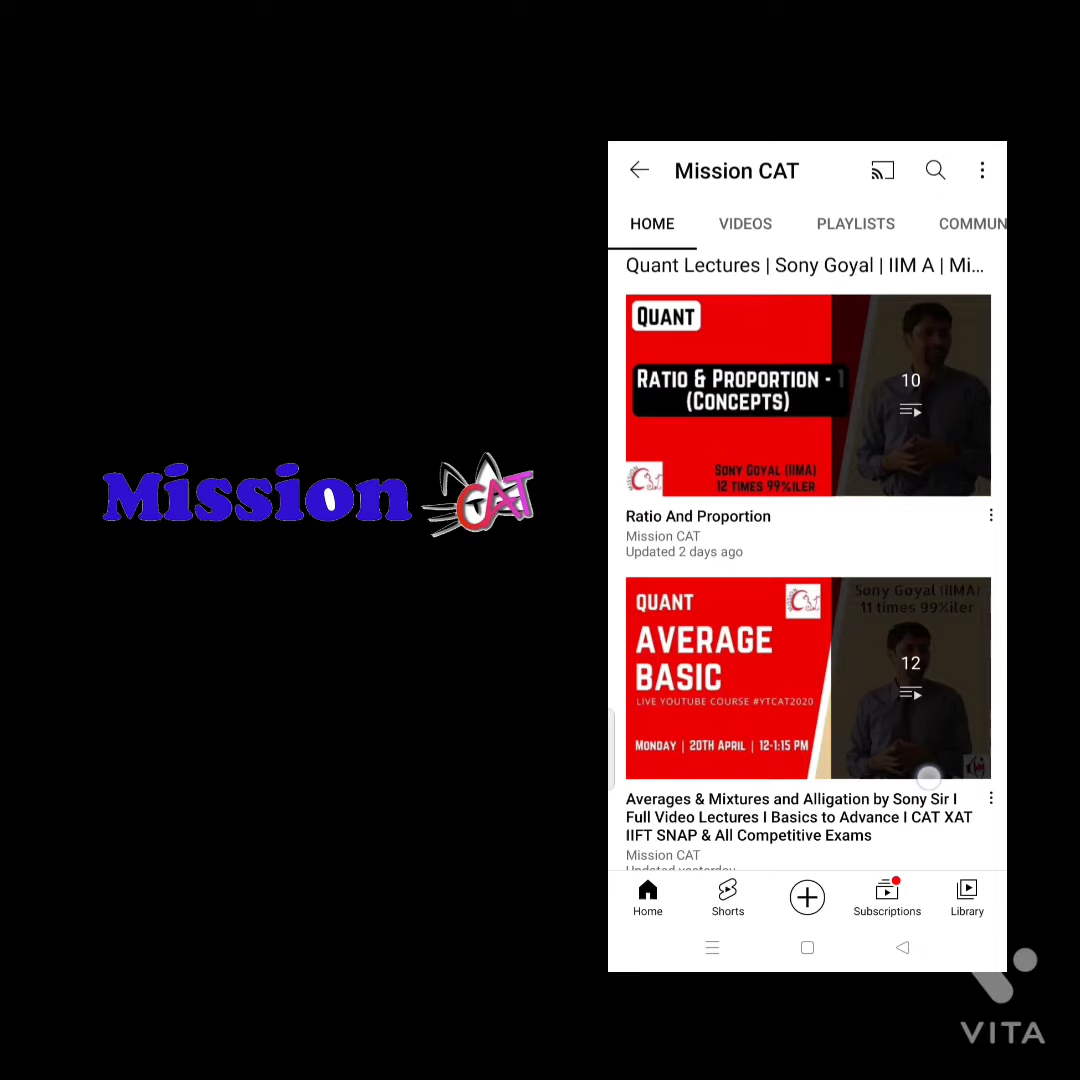 Mission CAT
Mission CAT
HOME VIDEOS PLAYLISTS COMMUN
Quant Lectures | Sony Goyal | IIM A | Mi...
QUANT
RATIO & PROPORTION - 1
(CONCEPTS)
10
SONY GOYAL (IIMA)
12 TIMES 99%ILER
Ratio And Proportion
Mission CAT
Updated 2 days ago
Sony Goyal (IIMA)
11 times 99%iler
QUANT
AVERAGE
BASIC
12
LIVE YOUTUBE COURSE #YTCAT2020
MONDAY | 20TH APRIL | 12-1:15 PM
Averages & Mixtures and Alligation by Sony Sir I
Full Video Lectures I Basics to Advance I CAT XAT
IIFT SNAP & All Competitive Exams
Mission CAT
Updated yesterday
Home Shorts Subscriptions Library
VITA